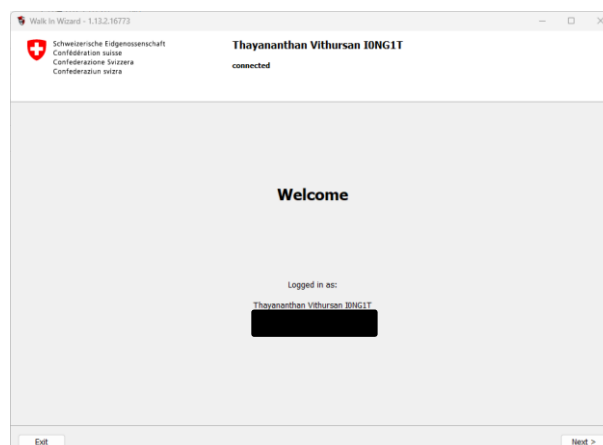 Walk In Wizard - 1.13.2.16773
Schweizerische Eidgenossenschaft
Confédération suisse
Confederazione Svizzera
Confederaziun svizra
Thayananthan Vithursan I0NG1T
connected
Welcome
Logged in as:
Thayananthan Vithursan I0NG1T
Exit
Next >